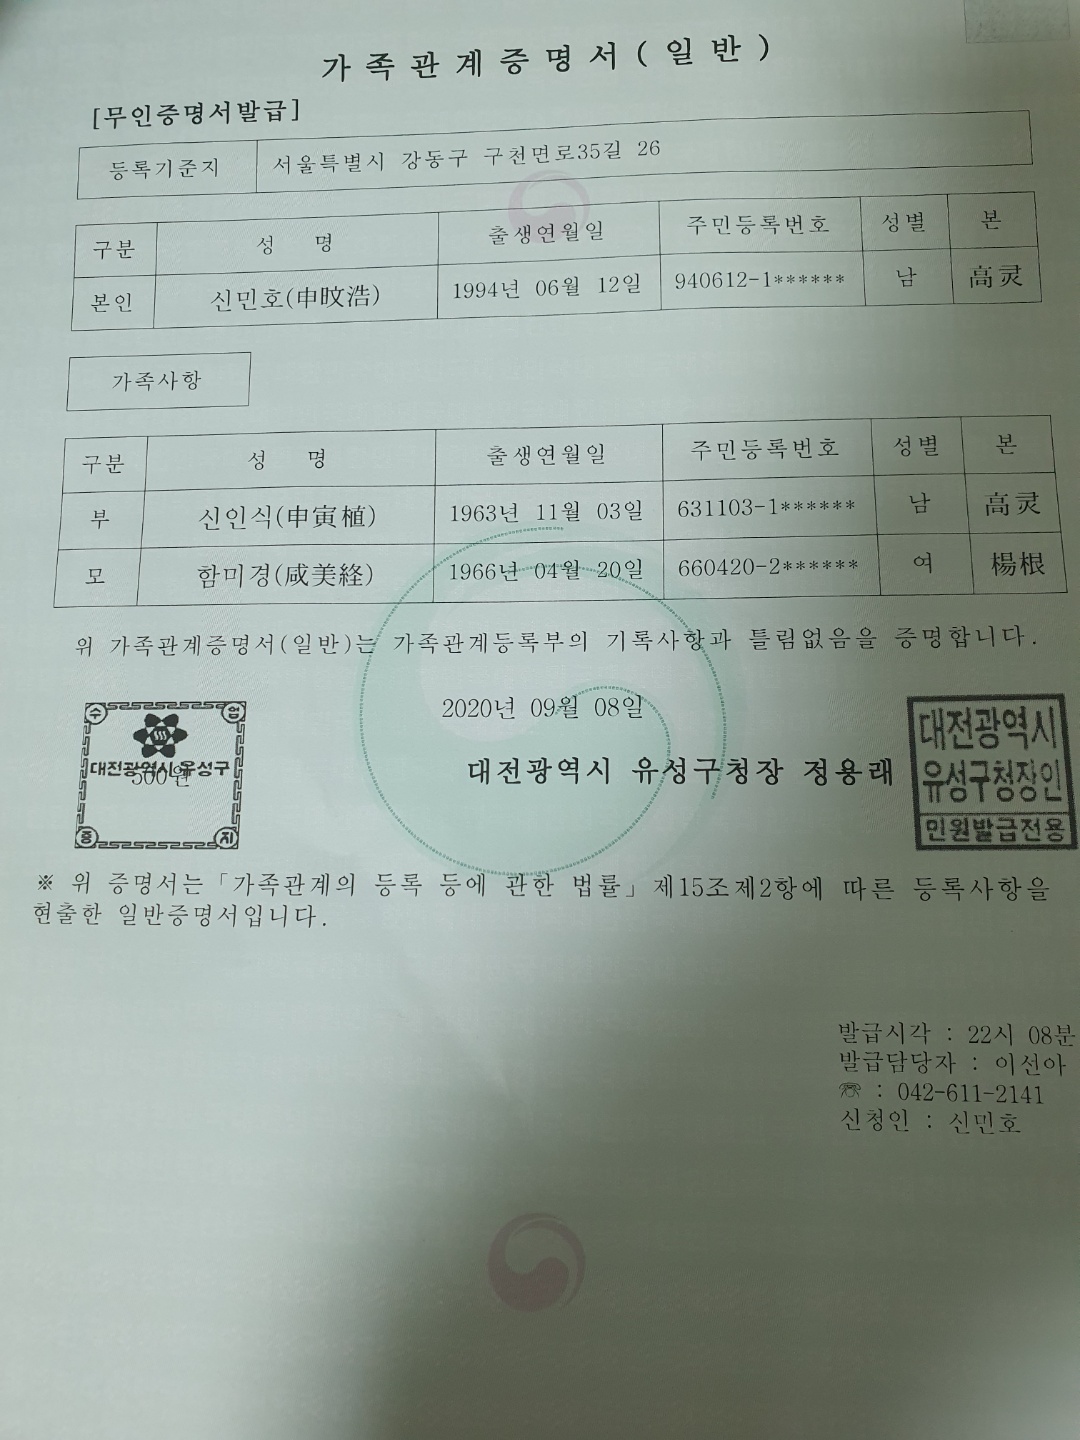 가족관계증명서(일반)
[무인증명서발급]
등록기준지 서울특별시 강동구 구천면로35길 26
구분 성 명 출생연월일 주민등록번호 성별 본
본인 신민호(申旼浩) 1994년 06월 12일 940612-1****** 남 高灵
가족사항
구분 성 명 출생연월일 주민등록번호 성별 본
부 신인식(申寅植) 1963년 11월 03일 631103-1****** 남 高灵
모 함미경(咸美経) 1966년 04월 20일 660420-2****** 여 楊根
위 가족관계증명서(일반)는 가족관계등록부의 기록사항과 틀림없음을 증명합니다.
2020년 09월 08일
수 입
대전광역시 유성구
500원
증 지
대전광역시 유성구청장 정용래
대전광역시
유성구청장인
민원발급전용
※ 위 증명서는「가족관계의 등록 등에 관한 법률」제15조제2항에 따른 등록사항을
현출한 일반증명서입니다.
발급시각 : 22시 08분
발급담당자 : 이선아
☏ : 042-611-2141
신청인 : 신민호